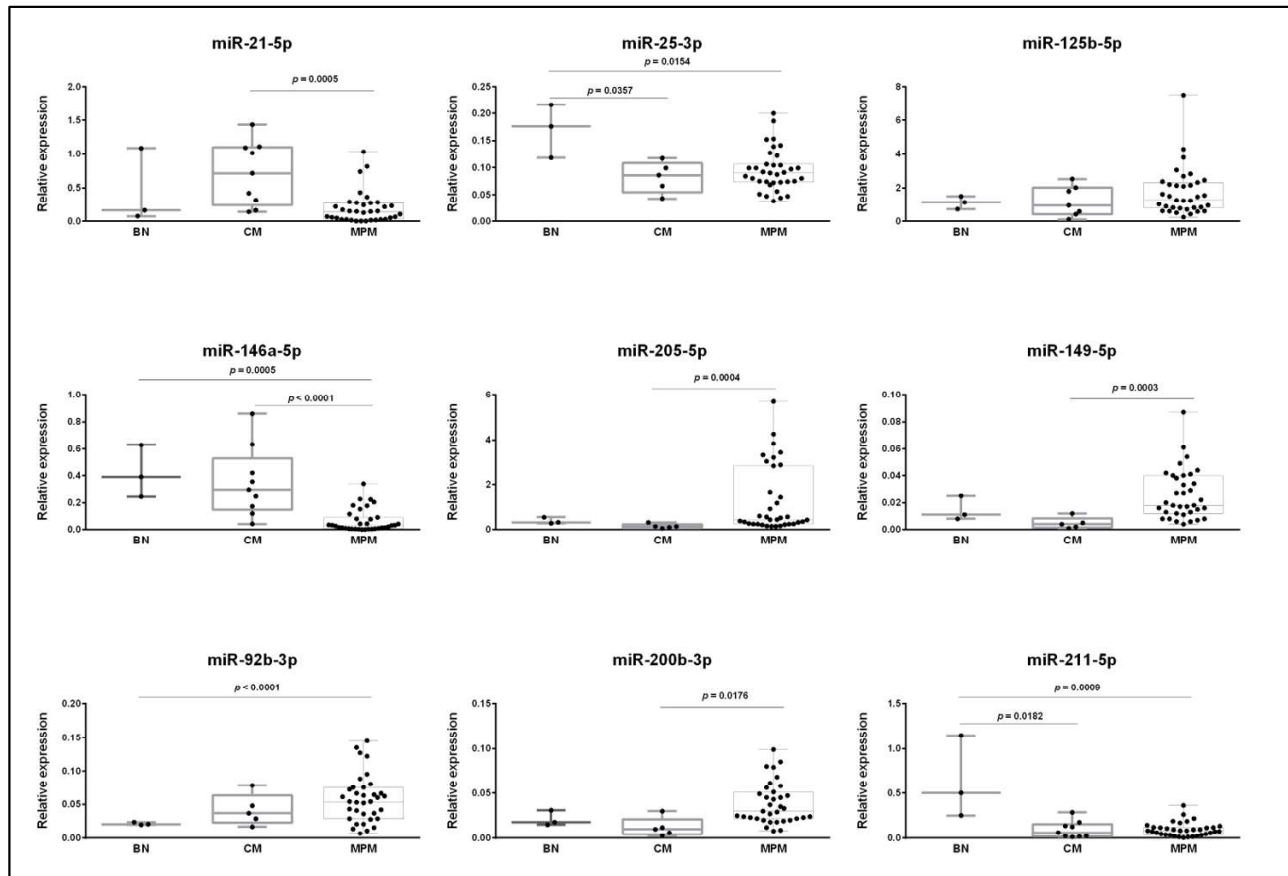 miR-21-5p
p = 0.0005
Relative expression
2.0
1.5
1.0
0.5
0.0
BN CM MPM
miR-25-3p
p = 0.0154
p = 0.0357
Relative expression
0.25
0.20
0.15
0.10
0.05
0.00
BN CM MPM
miR-125b-5p
Relative expression
8
6
4
2
0
BN CM MPM
miR-146a-5p
p = 0.0005
p < 0.0001
Relative expression
1.0
0.8
0.6
0.4
0.2
0.0
BN CM MPM
miR-205-5p
p = 0.0004
Relative expression
6
4
2
0
BN CM MPM
miR-149-5p
p = 0.0003
Relative expression
0.10
0.08
0.06
0.04
0.02
0.00
BN CM MPM
miR-92b-3p
p < 0.0001
Relative expression
0.20
0.15
0.10
0.05
0.00
BN CM MPM
miR-200b-3p
p = 0.0176
Relative expression
0.15
0.10
0.05
0.00
BN CM MPM
miR-211-5p
p = 0.0009
p = 0.0182
Relative expression
1.5
1.0
0.5
0.0
BN CM MPM